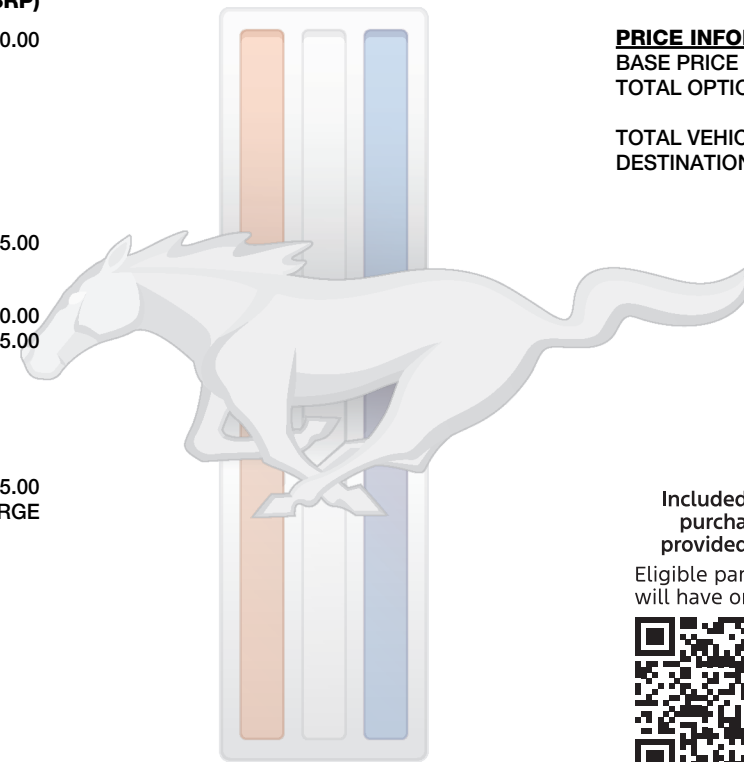 SRP)
0.00
5.00
0.00
5.00
5.00
RGE
PRICE INFO
BASE PRICE
TOTAL OPTIO
TOTAL VEHIC
DESTINATION
Included
purcha
provided
Eligible par
will have o